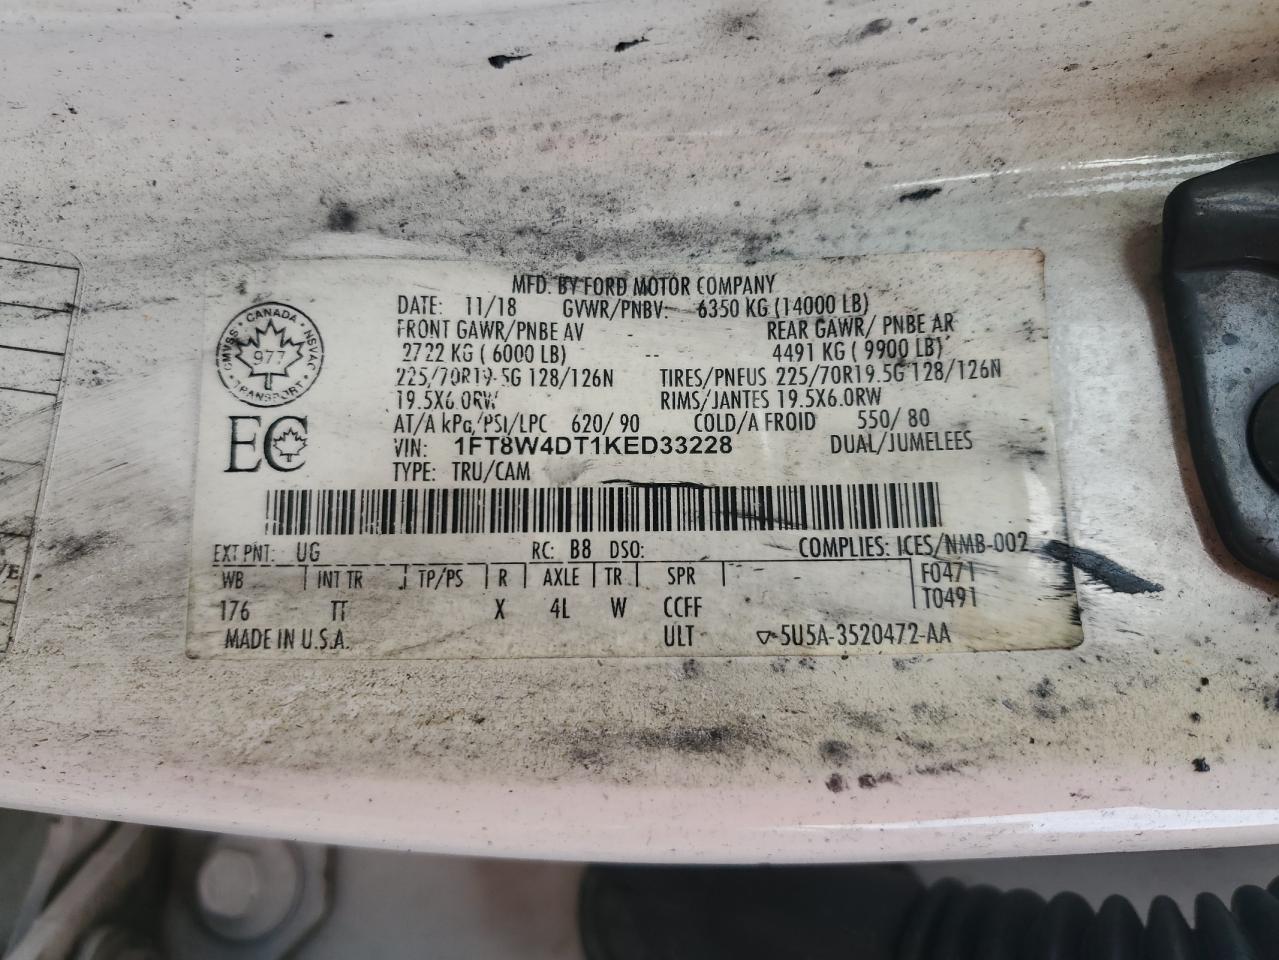 MFD. BY FORD MOTOR COMPANY
DATE: 11/18 GVWR/PNBV: 6350 KG (14000 LB)
FRONT GAWR/PNBE AV REAR GAWR/ PNBE AR
2722 KG ( 6000 LB) 4491 KG ( 9900 LB)
225/70R19.5G 128/126N TIRES/PNEUS 225/70R19.5G 128/126N
19.5X6.0RW RIMS/JANTES 19.5X6.0RW
AT/A kPa/PSI/LPC 620/ 90 COLD/A FROID 550/ 80
VIN: 1FT8W4DT1KED33228 DUAL/JUMELEES
TYPE: TRU/CAM
CANADA
CMVSS NSVAC
977
TRANSPORT
EC
EXT PNT: UG RC: B8 DSO: COMPLIES: ICES/NMB-002
WB INT TR TP/PS R AXLE TR SPR F0471
176 TT X 4L W CCFF T0491
MADE IN U.S.A. ULT 5U5A-3520472-AA